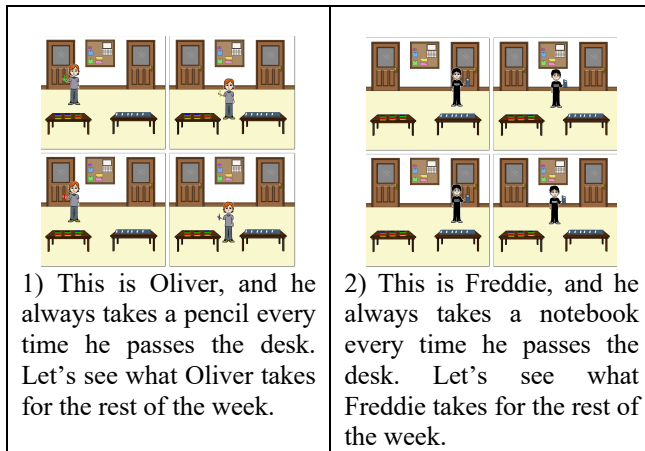 1) This is Oliver, and he
always takes a pencil every
time he passes the desk.
Let’s see what Oliver takes
for the rest of the week.
2) This is Freddie, and he
always takes a notebook
every time he passes the
desk. Let’s see what
Freddie takes for the rest of
the week.